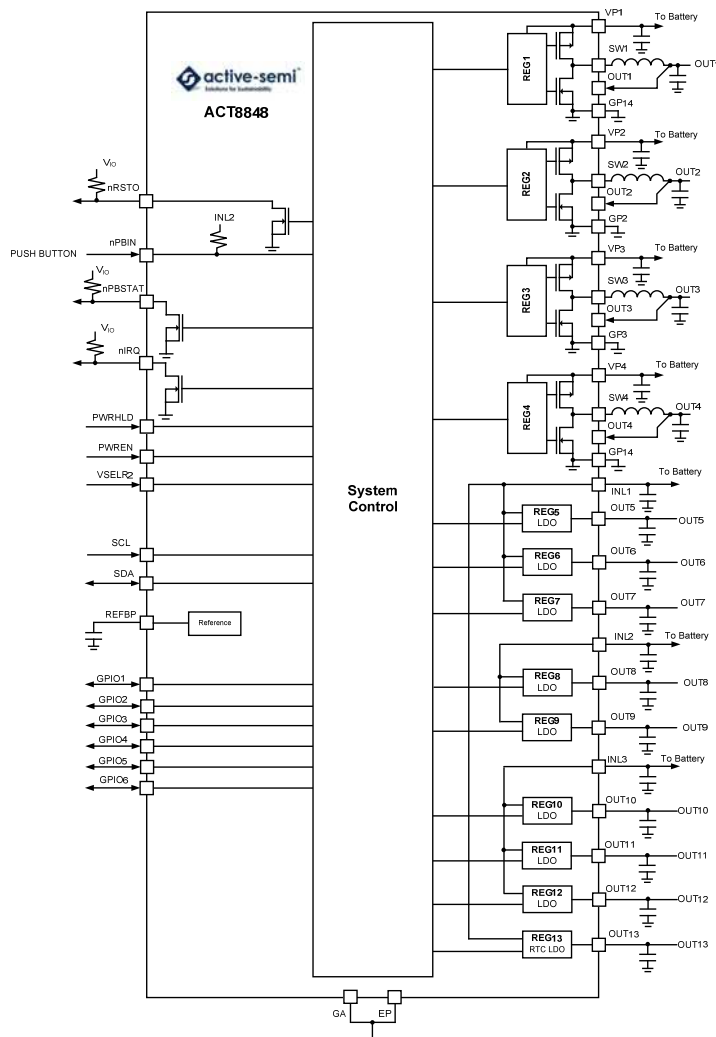 active-semi™
Solutions for Sustainability
ACT8848
VIO
nRSTO
INL2
PUSH BUTTON
nPBIN
VIO
nPBSTAT
VIO
nIRQ
PWRHLD
PWREN
VSELR2
SCL
SDA
REFBP
Reference
GPIO1
GPIO2
GPIO3
GPIO4
GPIO5
GPIO6
System
Control
VP1
To Battery
REG1
SW1
OUT1
OUT1
GP14
VP2
To Battery
REG2
SW2
OUT2
OUT2
GP2
VP3
To Battery
REG3
SW3
OUT3
OUT3
GP3
VP4
To Battery
REG4
SW4
OUT4
OUT4
GP14
To Battery
INL1
REG5
LDO
OUT5
OUT5
REG6
LDO
OUT6
OUT6
REG7
LDO
OUT7
OUT7
INL2
To Battery
REG8
LDO
OUT8
OUT8
REG9
LDO
OUT9
OUT9
INL3
To Battery
REG10
LDO
OUT10
OUT10
REG11
LDO
OUT11
OUT11
REG12
LDO
OUT12
OUT12
REG13
RTC LDO
OUT13
OUT13
GA
EP